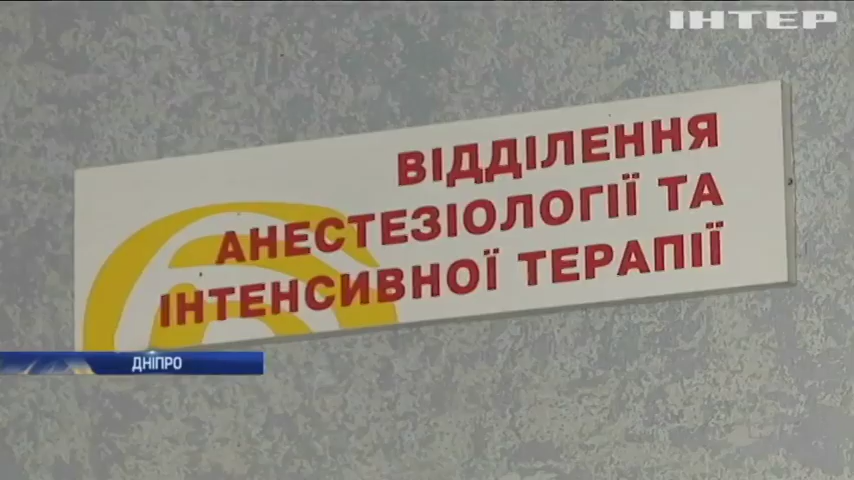 ІНТЕР
ВІДДІЛЕННЯ
АНЕСТЕЗІОЛОГІЇ ТА
ІНТЕНСИВНОЇ ТЕРАПІЇ
ДНІПРО